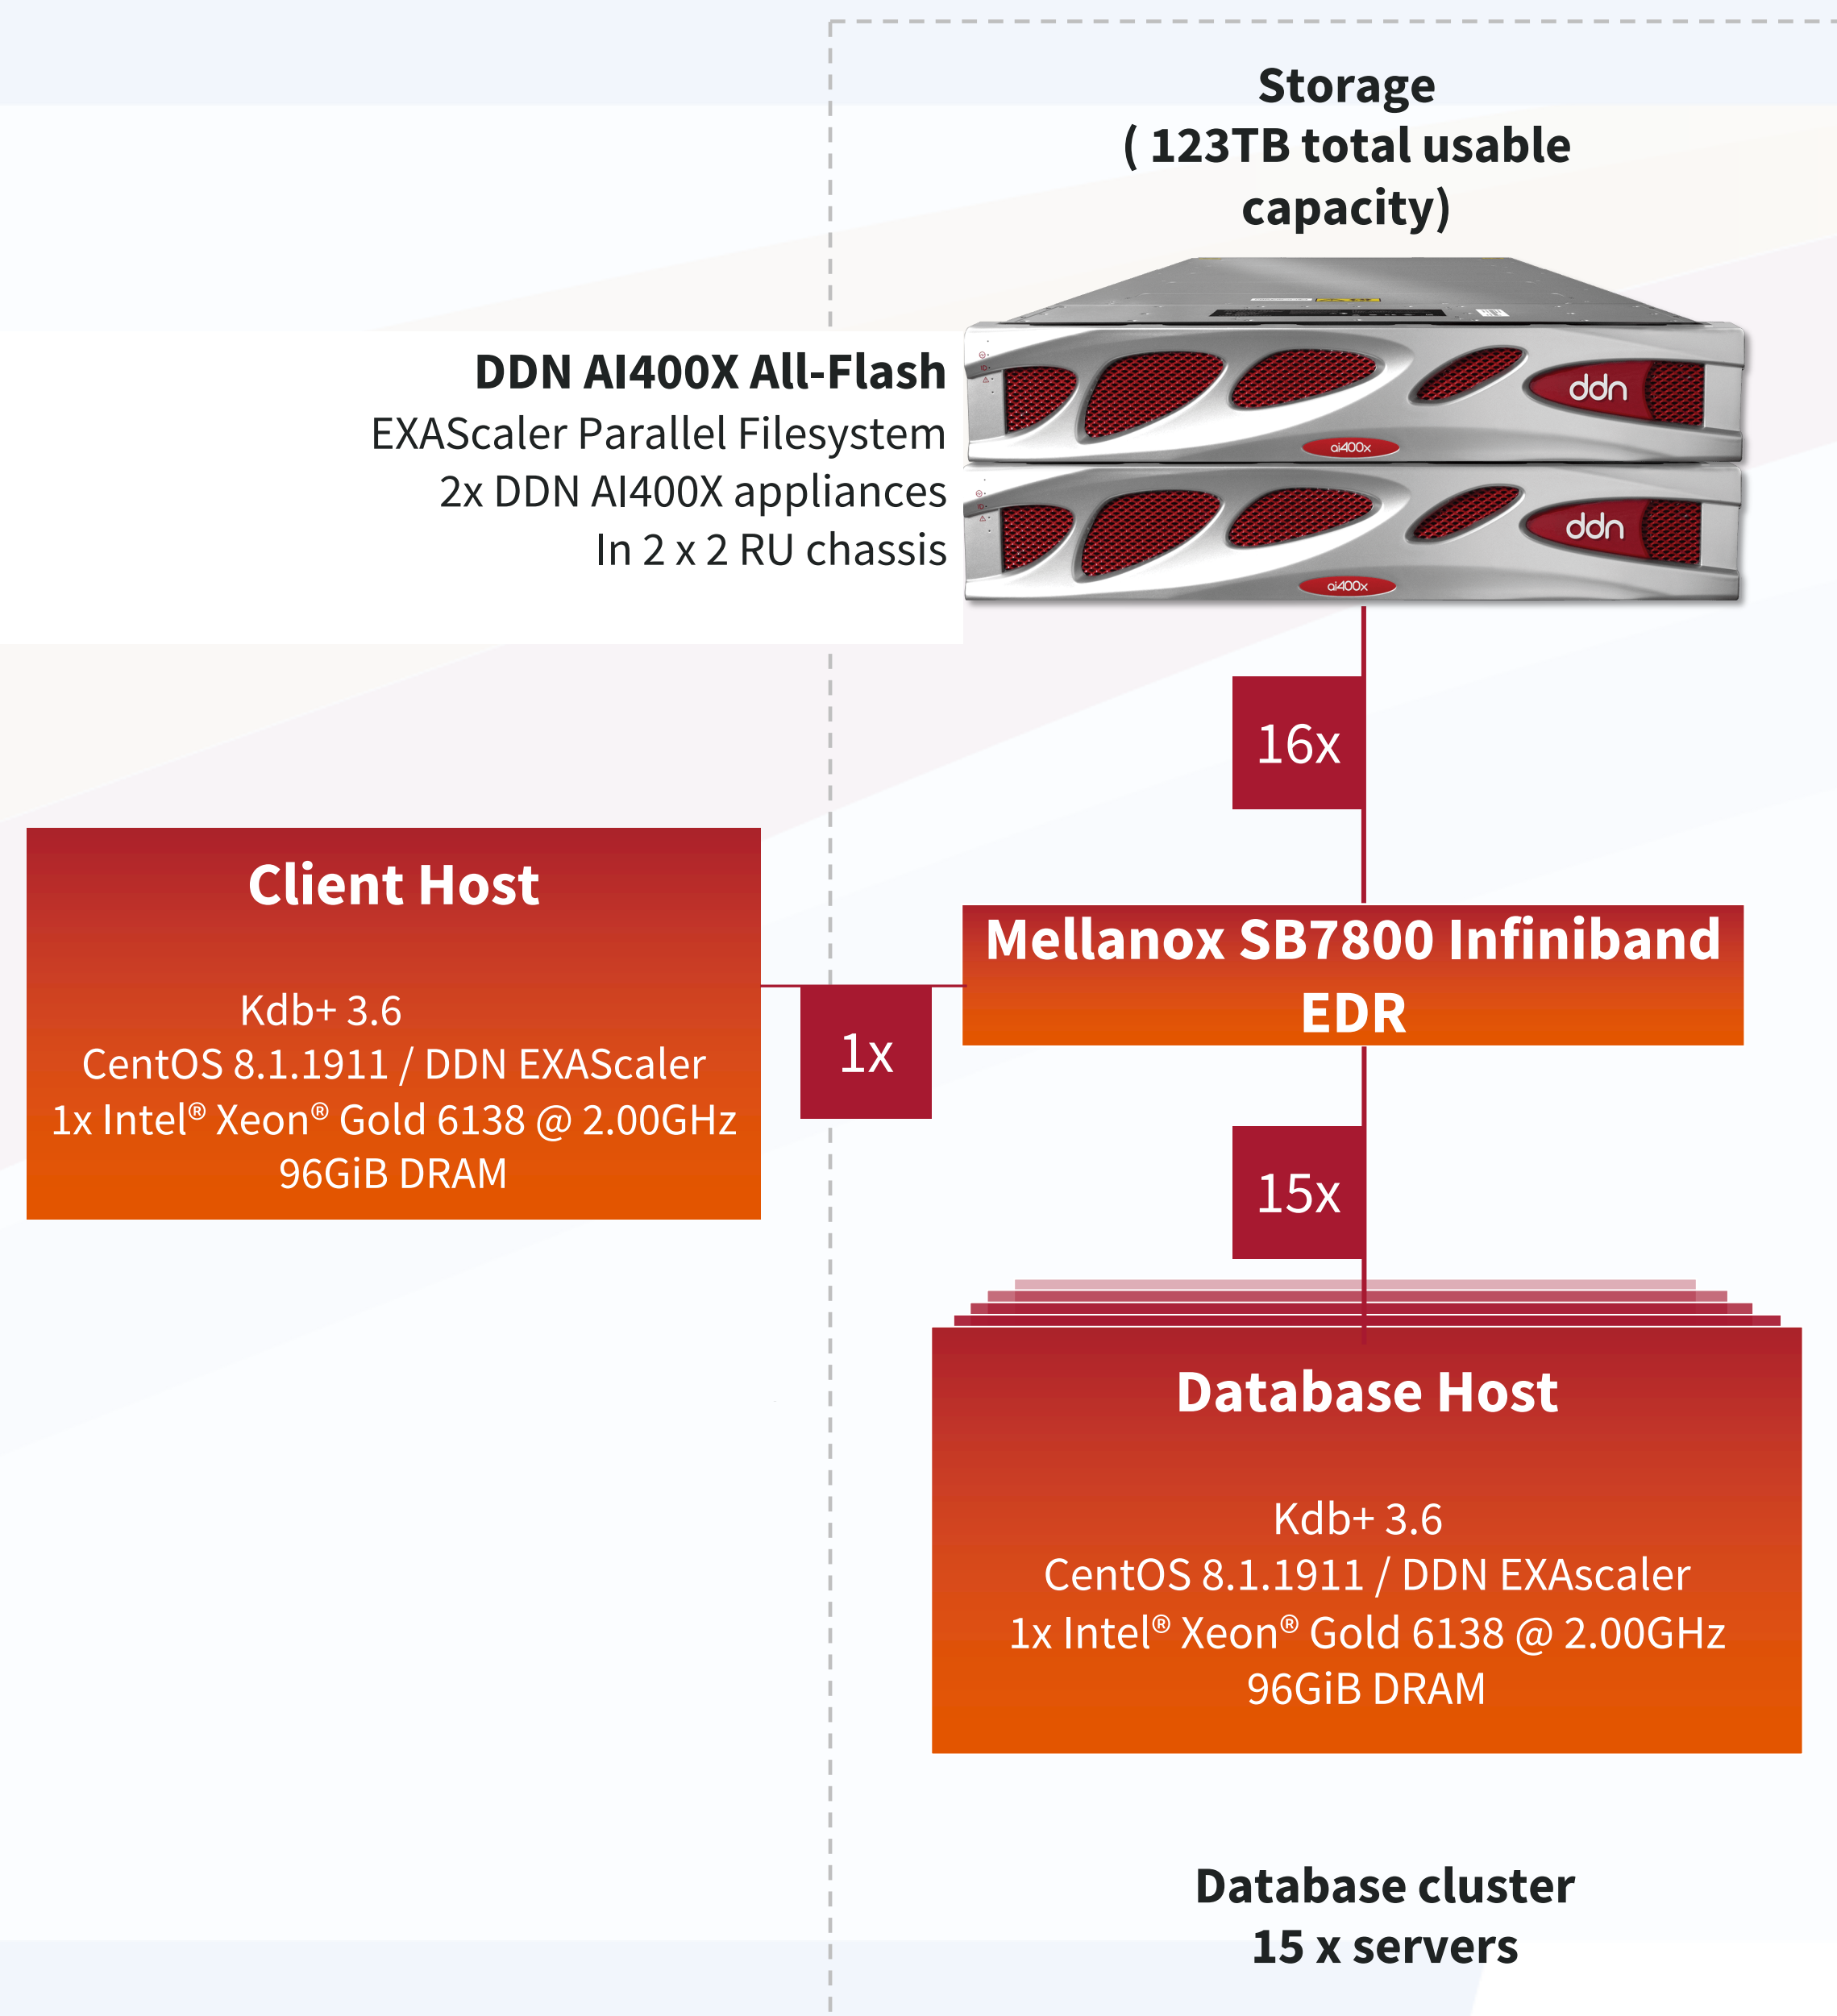 Storage
( 123TB total usable
capacity)
DDN AI400X All-Flash
EXAScaler Parallel Filesystem
2x DDN AI400X appliances
In 2 x 2 RU chassis
ddn
ai400x
ddn
ai400x
16x
Client Host
Kdb+ 3.6
CentOS 8.1.1911 / DDN EXAScaler
1x Intel® Xeon® Gold 6138 @ 2.00GHz
96GiB DRAM
1x
Mellanox SB7800 Infiniband
EDR
15x
Database Host
Kdb+ 3.6
CentOS 8.1.1911 / DDN EXAscaler
1x Intel® Xeon® Gold 6138 @ 2.00GHz
96GiB DRAM
Database cluster
15 x servers